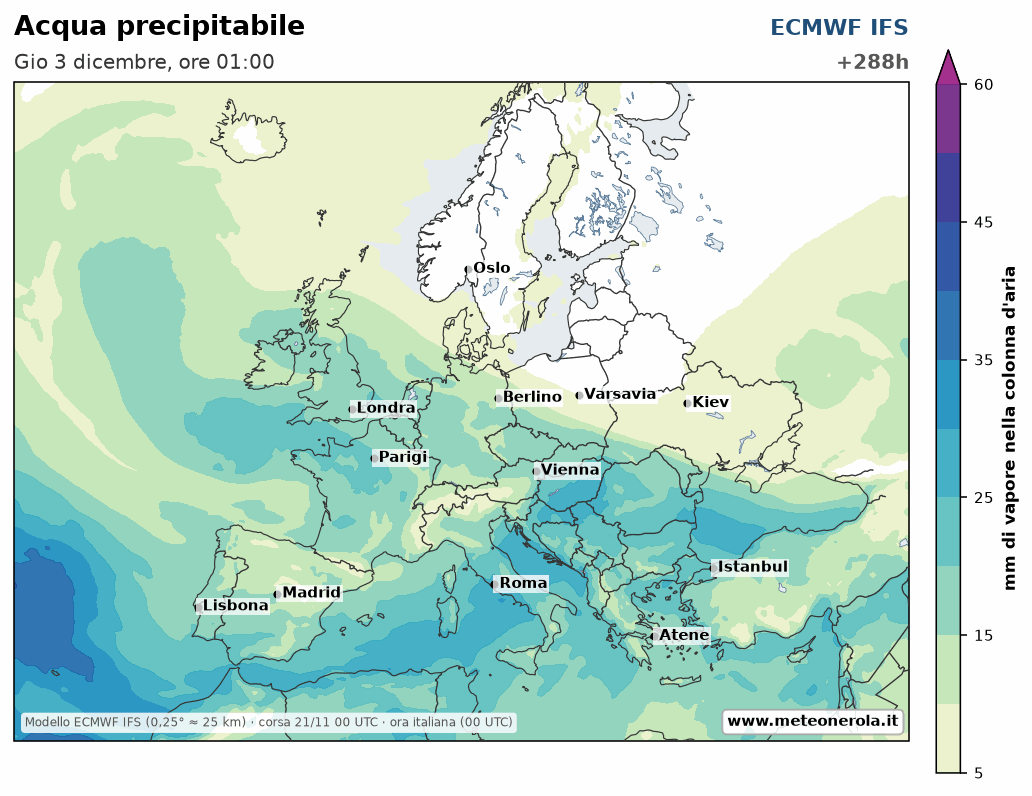 Acqua precipitabile
ECMWF IFS
Gio 3 dicembre, ore 01:00
+288h
60
45
35
25
15
5
mm di vapore nella colonna d'aria
Oslo
Berlino
Varsavia
Kiev
Londra
Parigi
Vienna
Istanbul
Roma
Madrid
Lisbona
Atene
Modello ECMWF IFS (0,25° ≈ 25 km) · corsa 21/11 00 UTC · ora italiana (00 UTC)
www.meteonerola.it